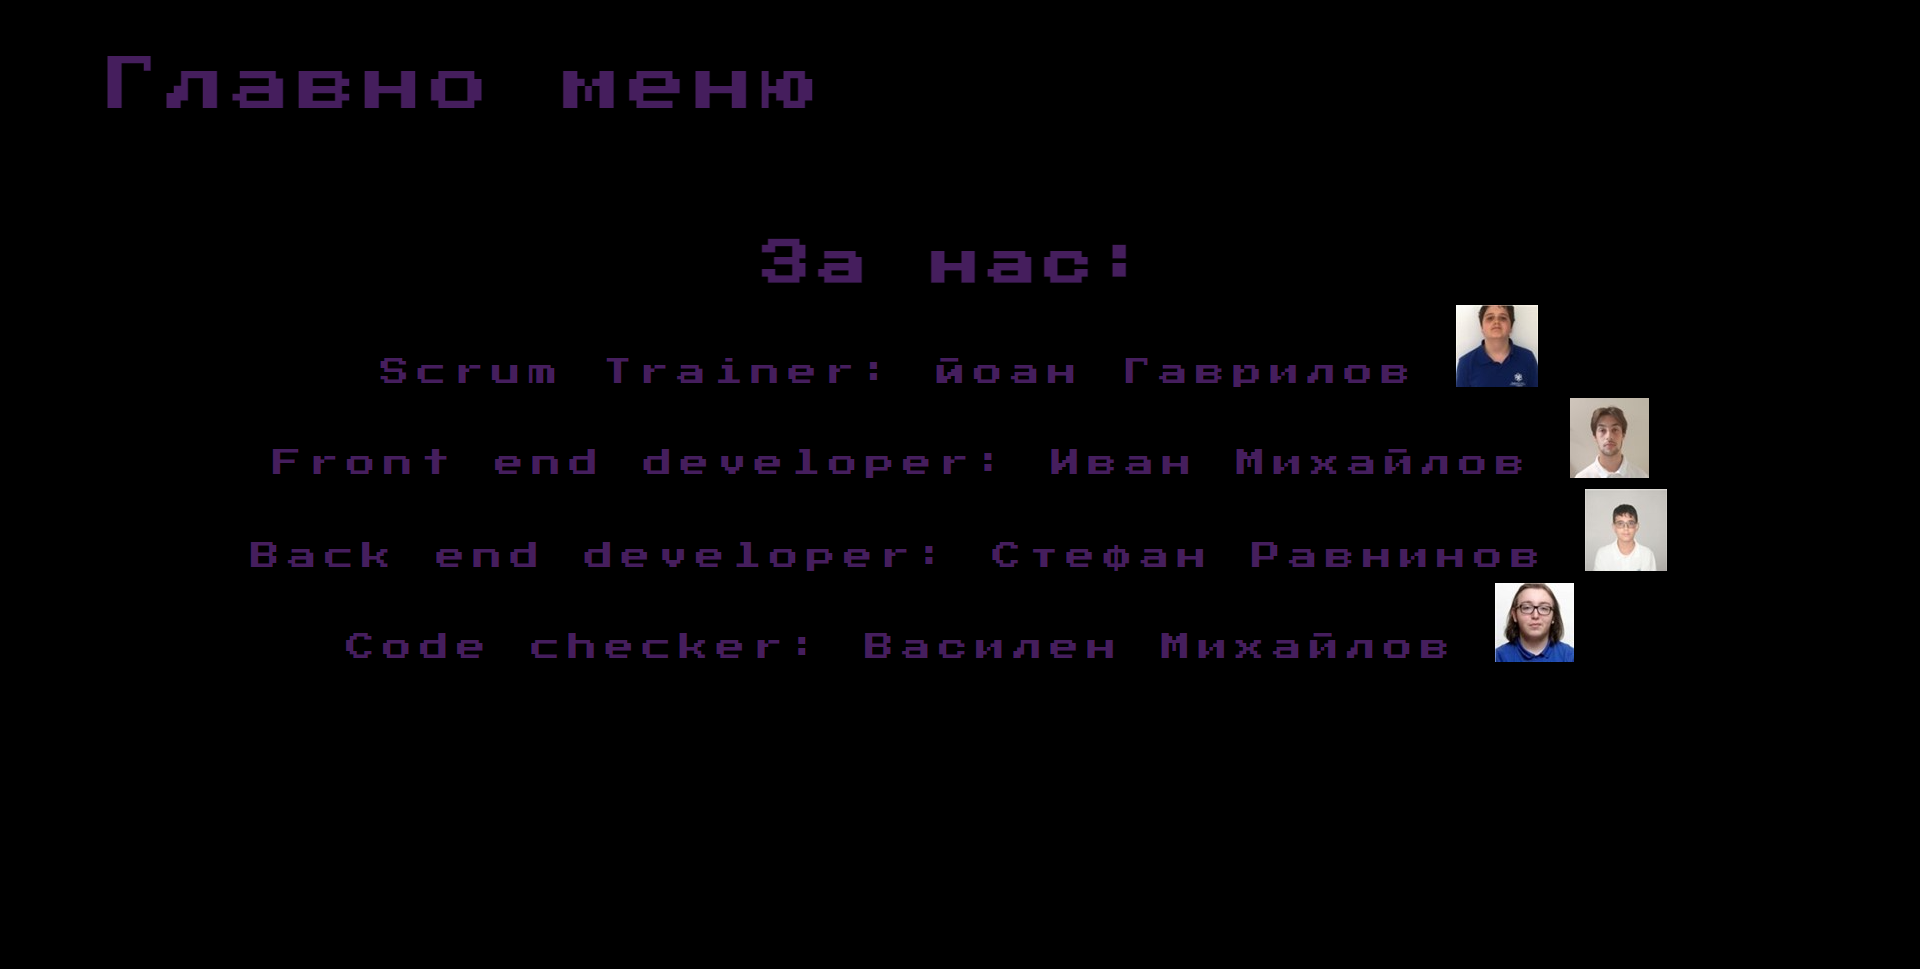 Главно меню
За нас:
Scrum Trainer: йоан Гаврилов
Front end developer: Иван Михайлов
Back end developer: Стефан Равнинов
Code checker: Василен Михайлов